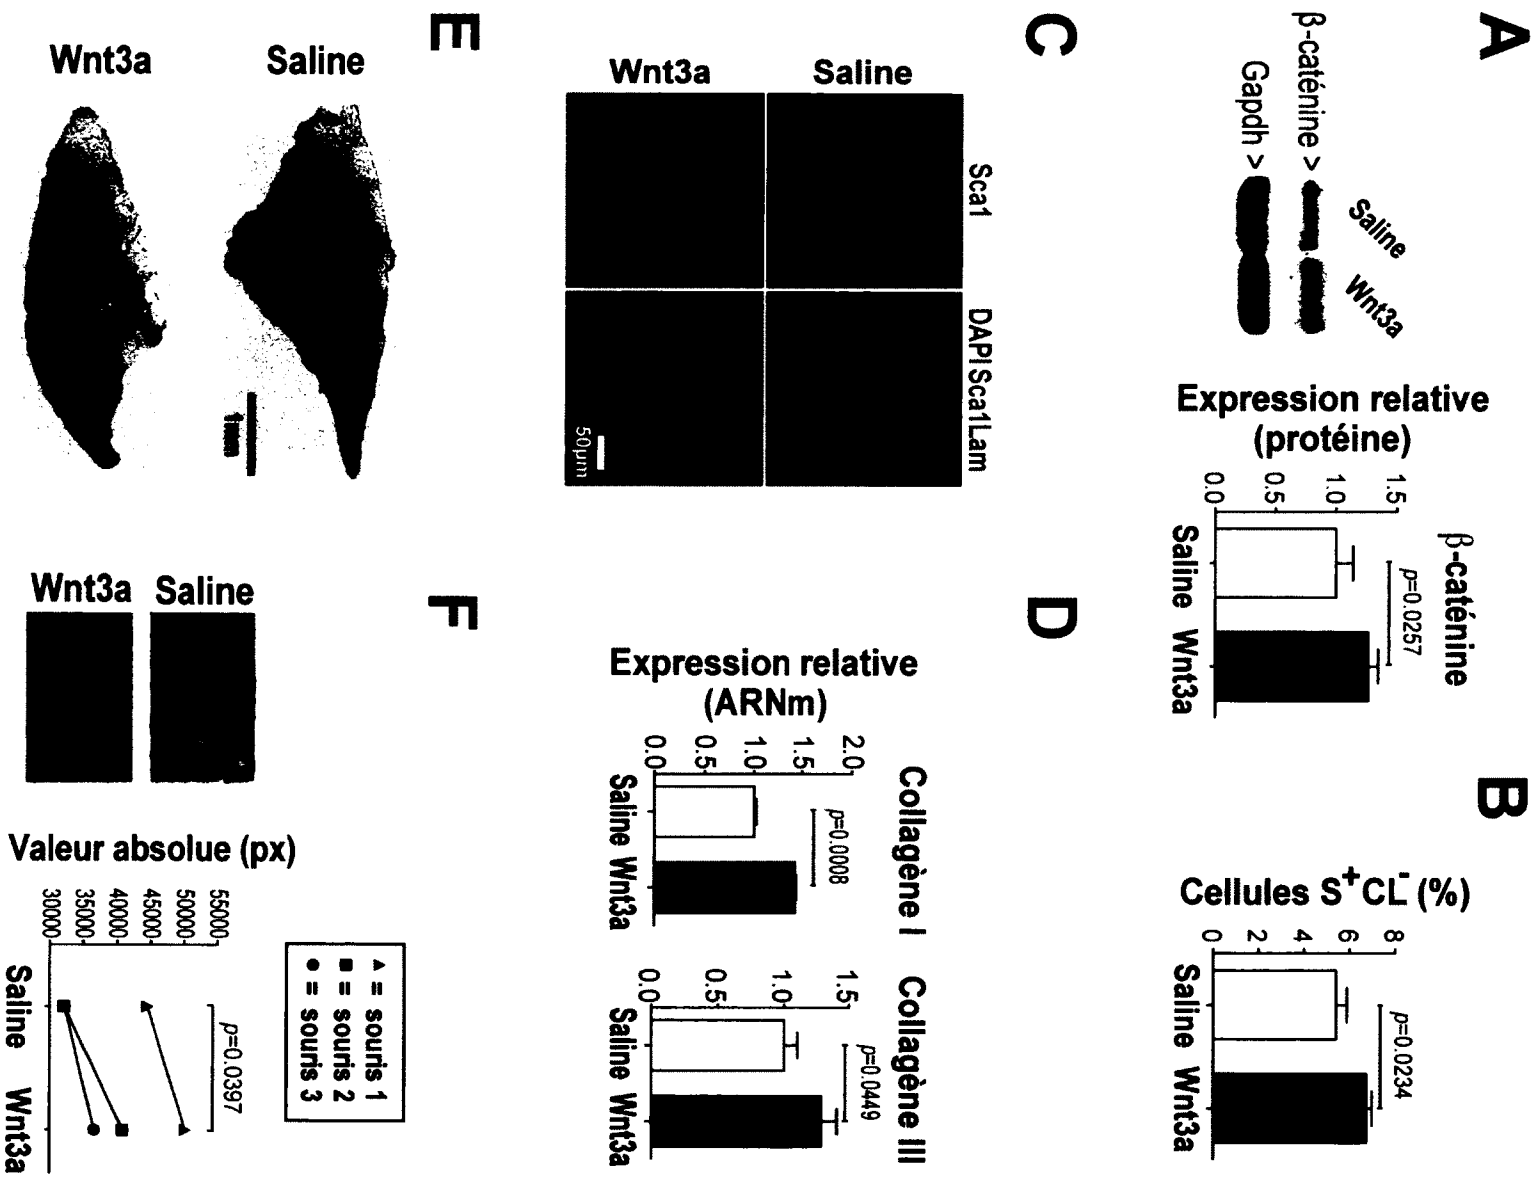 A
Saline
Wnt3a
β-caténine >
Gapdh >
Expression relative
(protéine)
β-caténine
p=0.0257
1.5
1.0
0.5
0.0
Saline
Wnt3a
B
Cellules S+CL- (%)
p=0.0234
8
6
4
2
0
Saline
Wnt3a
C
Sca1
DAPISca1Lam
Saline
Wnt3a
50µm
D
Expression relative
(ARNm)
Collagène I
p=0.0008
2.0
1.5
1.0
0.5
0.0
Saline
Wnt3a
Collagène III
p=0.0449
1.5
1.0
0.5
0.0
Saline
Wnt3a
E
Saline
Wnt3a
1mm
F
Saline
Wnt3a
Valeur absolue (px)
▲ = souris 1
■ = souris 2
● = souris 3
p=0.0397
55000
50000
45000
40000
35000
30000
Saline
Wnt3a